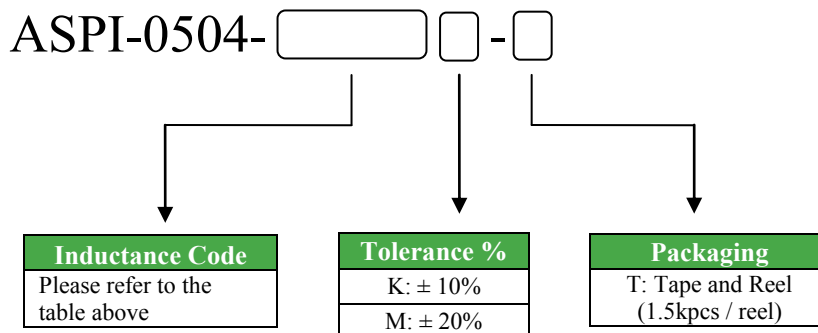 ASPI-0504- -
Inductance Code
Please refer to the
table above
Tolerance %
K: ± 10%
M: ± 20%
Packaging
T: Tape and Reel
(1.5kpcs / reel)